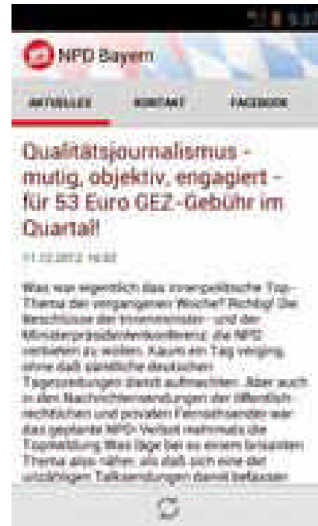 NPD Bayern
AKTUELLES KONTAKT FACEBOOK
Qualitätsjournalismus -
mutig, objektiv, engagiert -
für 53 Euro GEZ-Gebühr im
Quartal!
Was war eigentlich das innenpolitische Top-
Thema der vergangenen Woche? Richtig! Die
Beschlüsse der Innenminister- und der
Ministerpräsidentenkonferenz, die NPD
verbieten zu wollen. Kaum ein Tag verging,
ohne daß sämtliche deutschen
Tageszeitungen damit aufmachten. Aber auch
in den Nachrichtensendungen der öffentlich-
rechtlichen und privaten Fernsehsender war
das geplante NPD-Verbot mehrmals die
Topmeldung. Was läge bei so einem brisanten
Thema also näher, als daß sich eine der
unzähligen Talksendungen damit befassen